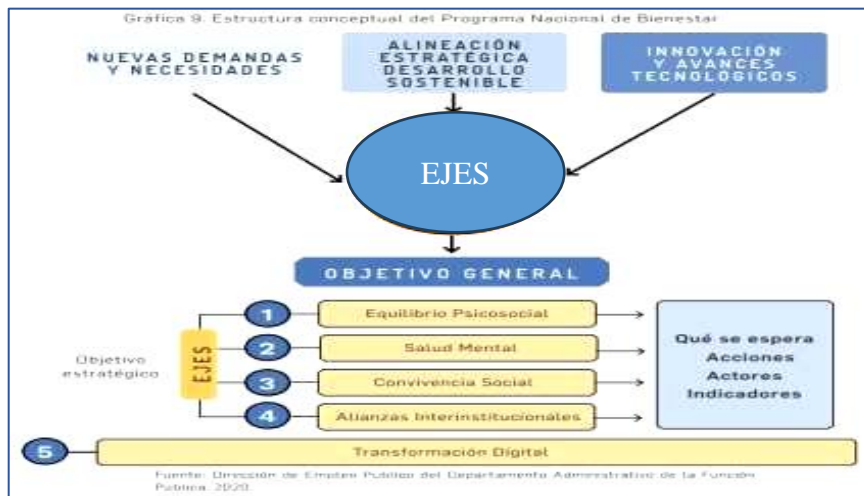 Gráfica 9. Estructura conceptual del Programa Nacional de Bienestar
NUEVAS DEMANDAS
Y NECESIDADES
ALINEACIÓN
ESTRATÉGICA
DESARROLLO
SOSTENIBLE
INNOVACIÓN
Y AVANCES
TECNOLÓGICOS
EJES
OBJETIVO GENERAL
Objetivo
estratégico
EJES
1 Equilibrio Psicosocial
2 Salud Mental
3 Convivencia Social
4 Alianzas Interinstitucionales
Qué se espera
Acciones
Actores
Indicadores
5 Transformación Digital
Fuente: Dirección de Empleo Público del Departamento Administrativo de la Función
Pública, 2020.